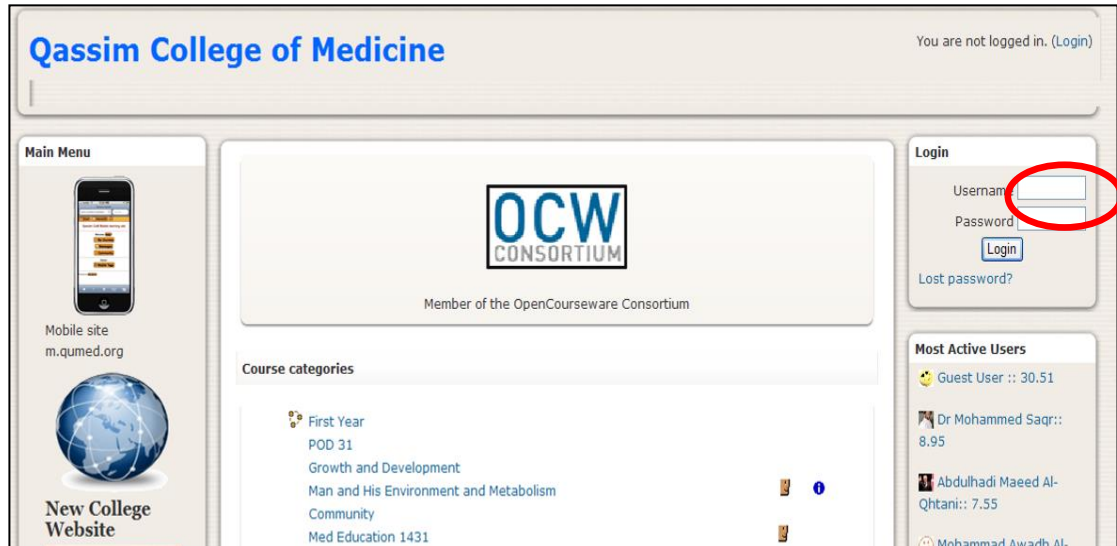 Qassim College of Medicine
You are not logged in. (Login)
Main Menu
Mobile site
m.qumed.org
New College
Website
OCW
CONSORTIUM
Member of the OpenCourseware Consortium
Course categories
First Year
POD 31
Growth and Development
Man and His Environment and Metabolism
Community
Med Education 1431
Login
Username
Password
Login
Lost password?
Most Active Users
Guest User :: 30.51
Dr Mohammed Saqr::
8.95
Abdulhadi Maeed Al-
Qhtani:: 7.55
Mohammad Awadh Al-